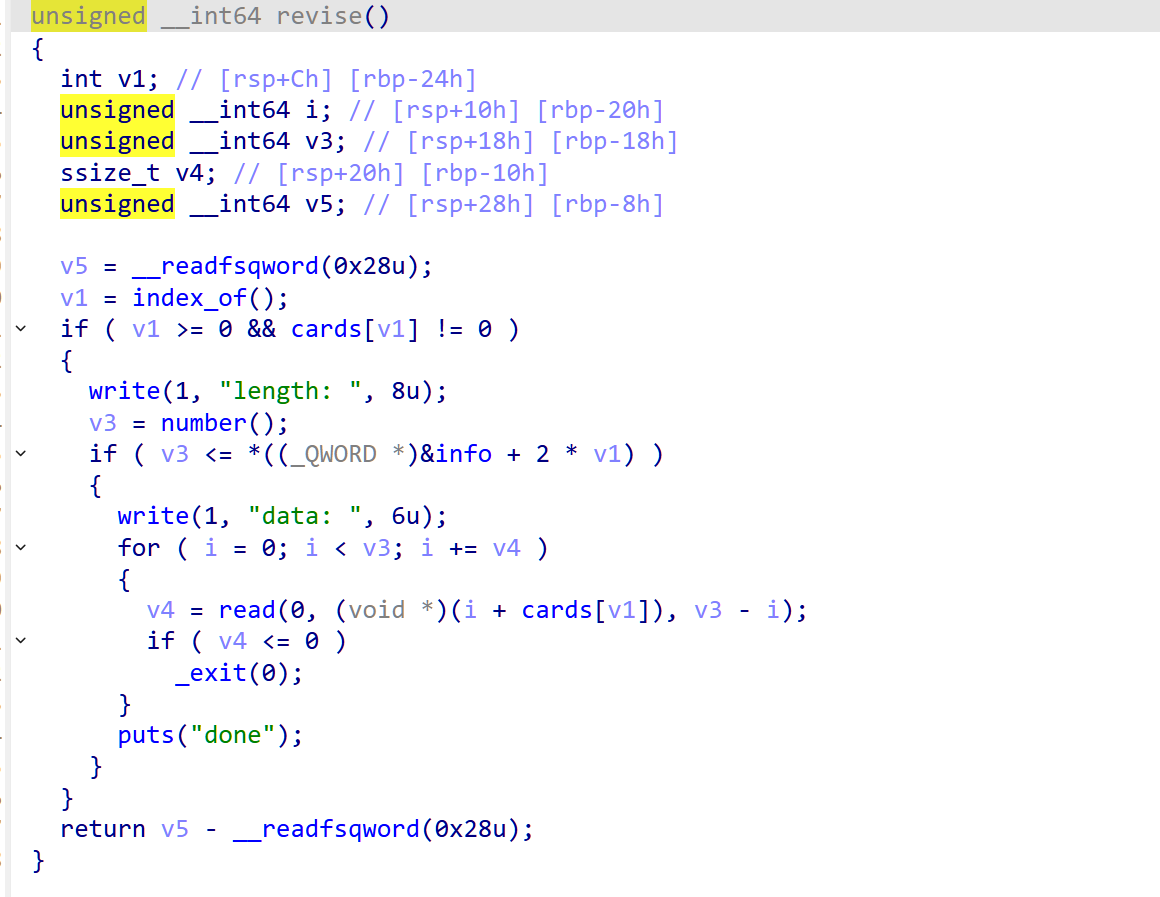 unsigned __int64 revise()
{
  int v1; // [rsp+Ch] [rbp-24h]
  unsigned __int64 i; // [rsp+10h] [rbp-20h]
  unsigned __int64 v3; // [rsp+18h] [rbp-18h]
  ssize_t v4; // [rsp+20h] [rbp-10h]
  unsigned __int64 v5; // [rsp+28h] [rbp-8h]

  v5 = __readfsqword(0x28u);
  v1 = index_of();
  if ( v1 >= 0 && cards[v1] != 0 )
  {
    write(1, "length: ", 8u);
    v3 = number();
    if ( v3 <= *((_QWORD *)&info + 2 * v1) )
    {
      write(1, "data: ", 6u);
      for ( i = 0; i < v3; i += v4 )
      {
        v4 = read(0, (void *)(i + cards[v1]), v3 - i);
        if ( v4 <= 0 )
          _exit(0);
      }
      puts("done");
    }
  }
  return v5 - __readfsqword(0x28u);
}